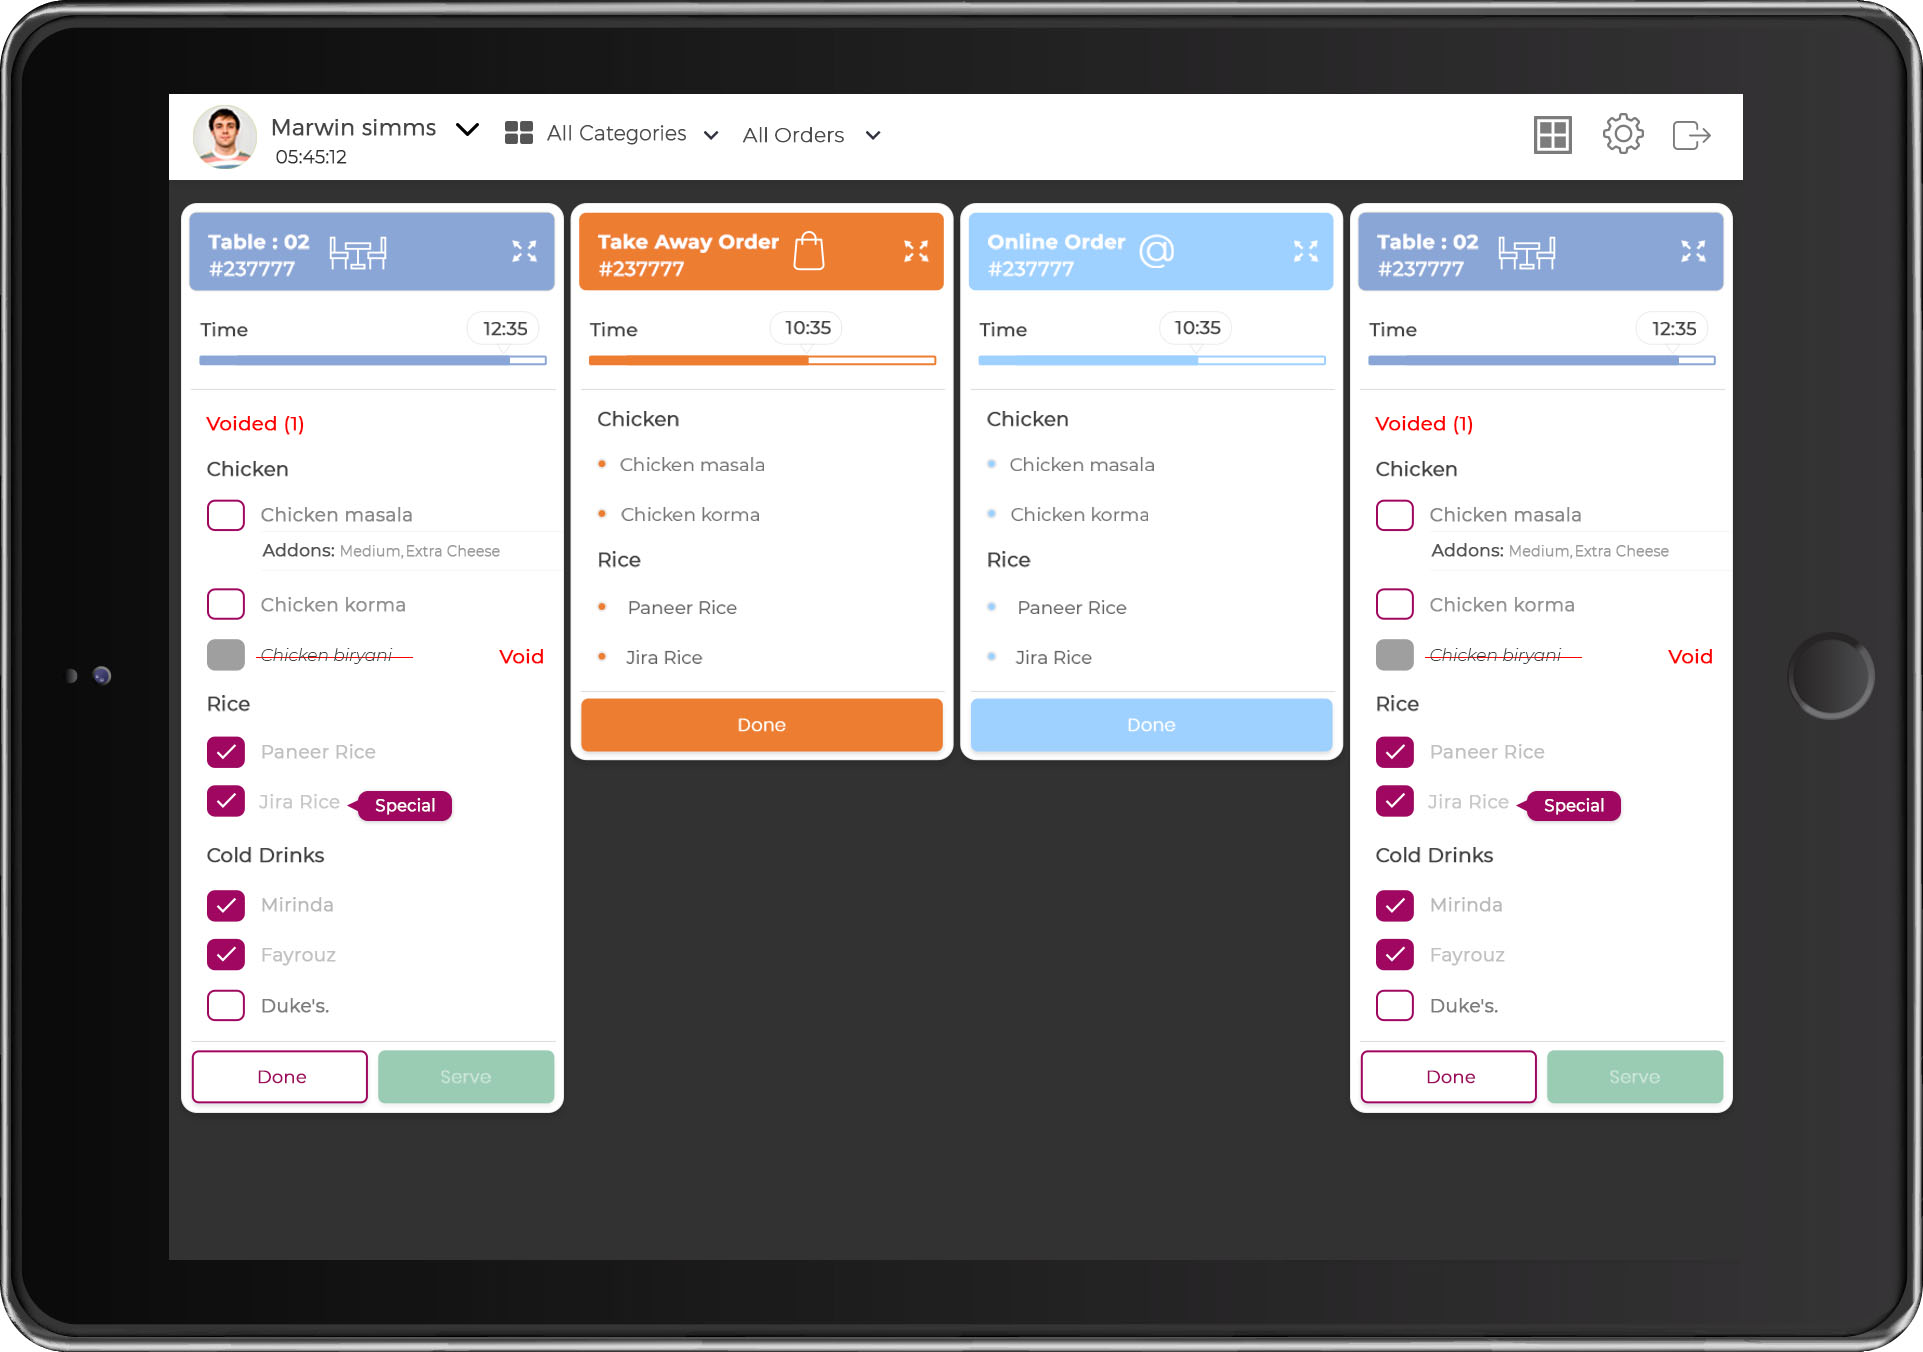 Marwin simms
05:45:12
All Categories
All Orders
Table : 02
#237777
Time
12:35
Voided (1)
Chicken
Chicken masala
Addons: Medium,Extra Cheese
Chicken korma
Chicken biryani
Void
Rice
Paneer Rice
Jira Rice
Special
Cold Drinks
Mirinda
Fayrouz
Duke's.
Done
Serve
Take Away Order
#237777
Time
10:35
Chicken
Chicken masala
Chicken korma
Rice
Paneer Rice
Jira Rice
Done
Online Order
@
#237777
Time
10:35
Chicken
Chicken masala
Chicken korma
Rice
Paneer Rice
Jira Rice
Done
Table : 02
#237777
Time
12:35
Voided (1)
Chicken
Chicken masala
Addons: Medium,Extra Cheese
Chicken korma
Chicken biryani
Void
Rice
Paneer Rice
Jira Rice
Special
Cold Drinks
Mirinda
Fayrouz
Duke's.
Done
Serve